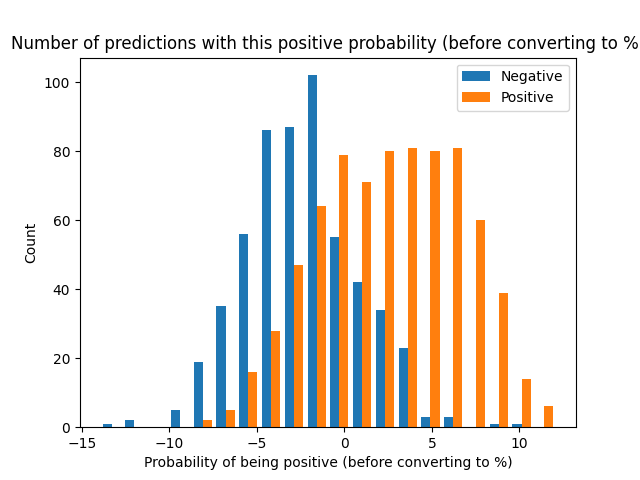 Number of predictions with this positive probability (before converting to %
Negative
Positive
100
80
60
40
20
0
Count
−15
−10
−5
0
5
10
Probability of being positive (before converting to %)